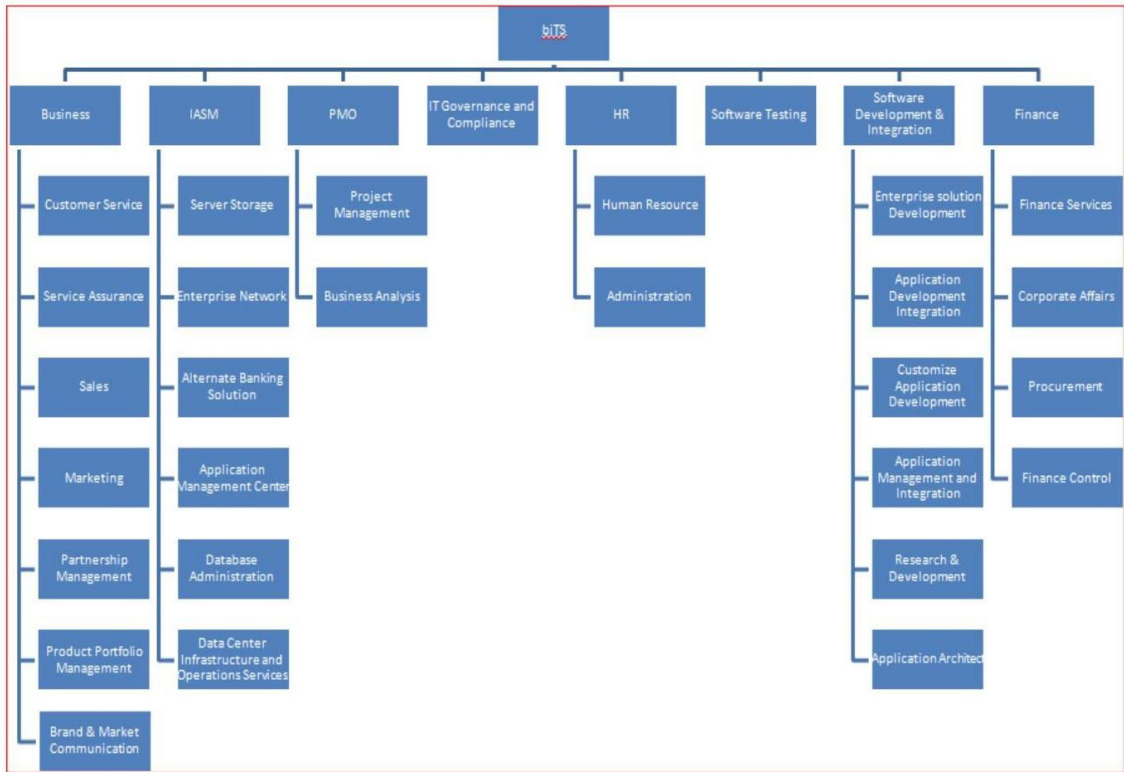 biTS
Business
IASM
PMO
IT Governance and
Compliance
HR
Software Testing
Software
Development &
Integration
Finance
Customer Service
Service Assurance
Sales
Marketing
Partnership
Management
Product Portfolio
Management
Brand & Market
Communication
Server Storage
Enterprise Network
Alternate Banking
Solution
Application
Management Center
Database
Administration
Data Center
Infrastructure and
Operations Services
Project
Management
Business Analysis
Human Resource
Administration
Enterprise solution
Development
Application
Development
Integration
Customize
Application
Development
Application
Management and
Integration
Research &
Development
Application Architect
Finance Services
Corporate Affairs
Procurement
Finance Control